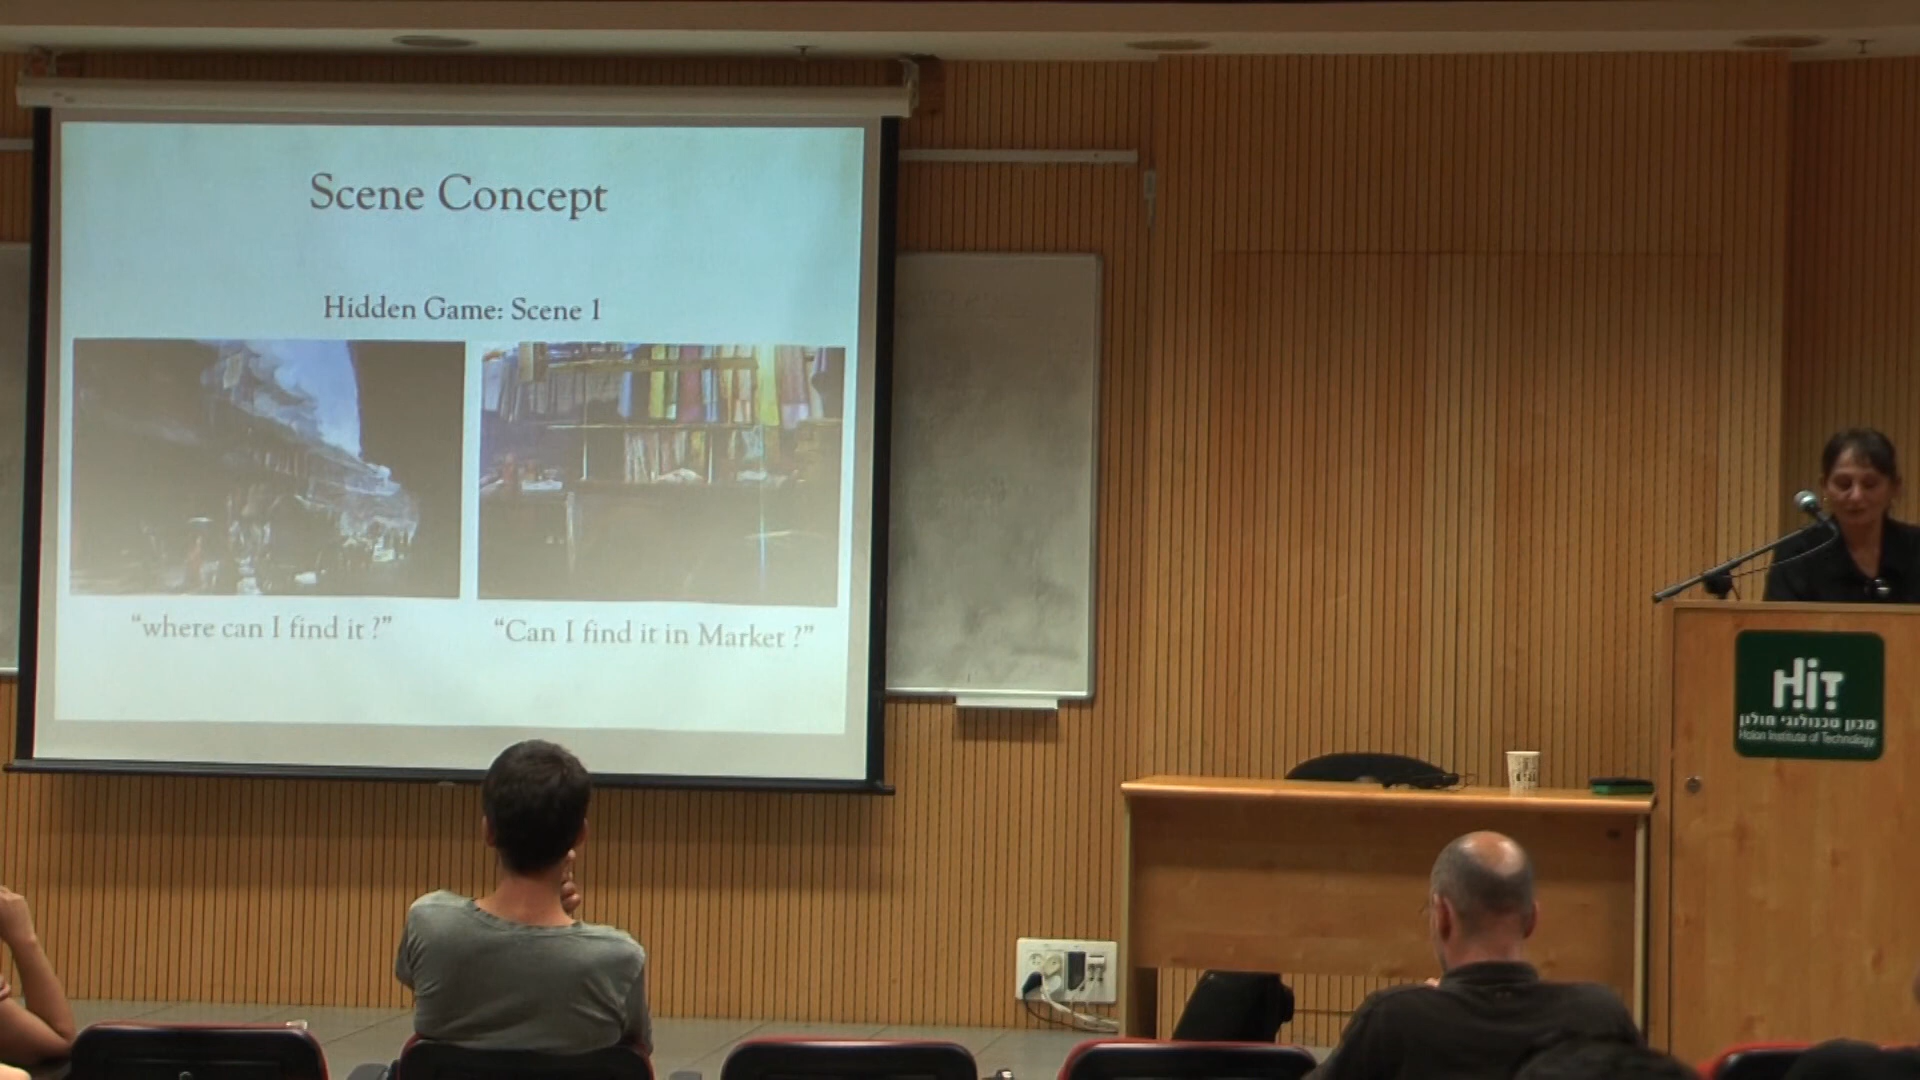 Scene Concept
Hidden Game: Scene 1
“where can I find it ?”
“Can I find it in Market ?”
HiT
מכון טכנולוגי חולון
Holon Institute of Technology